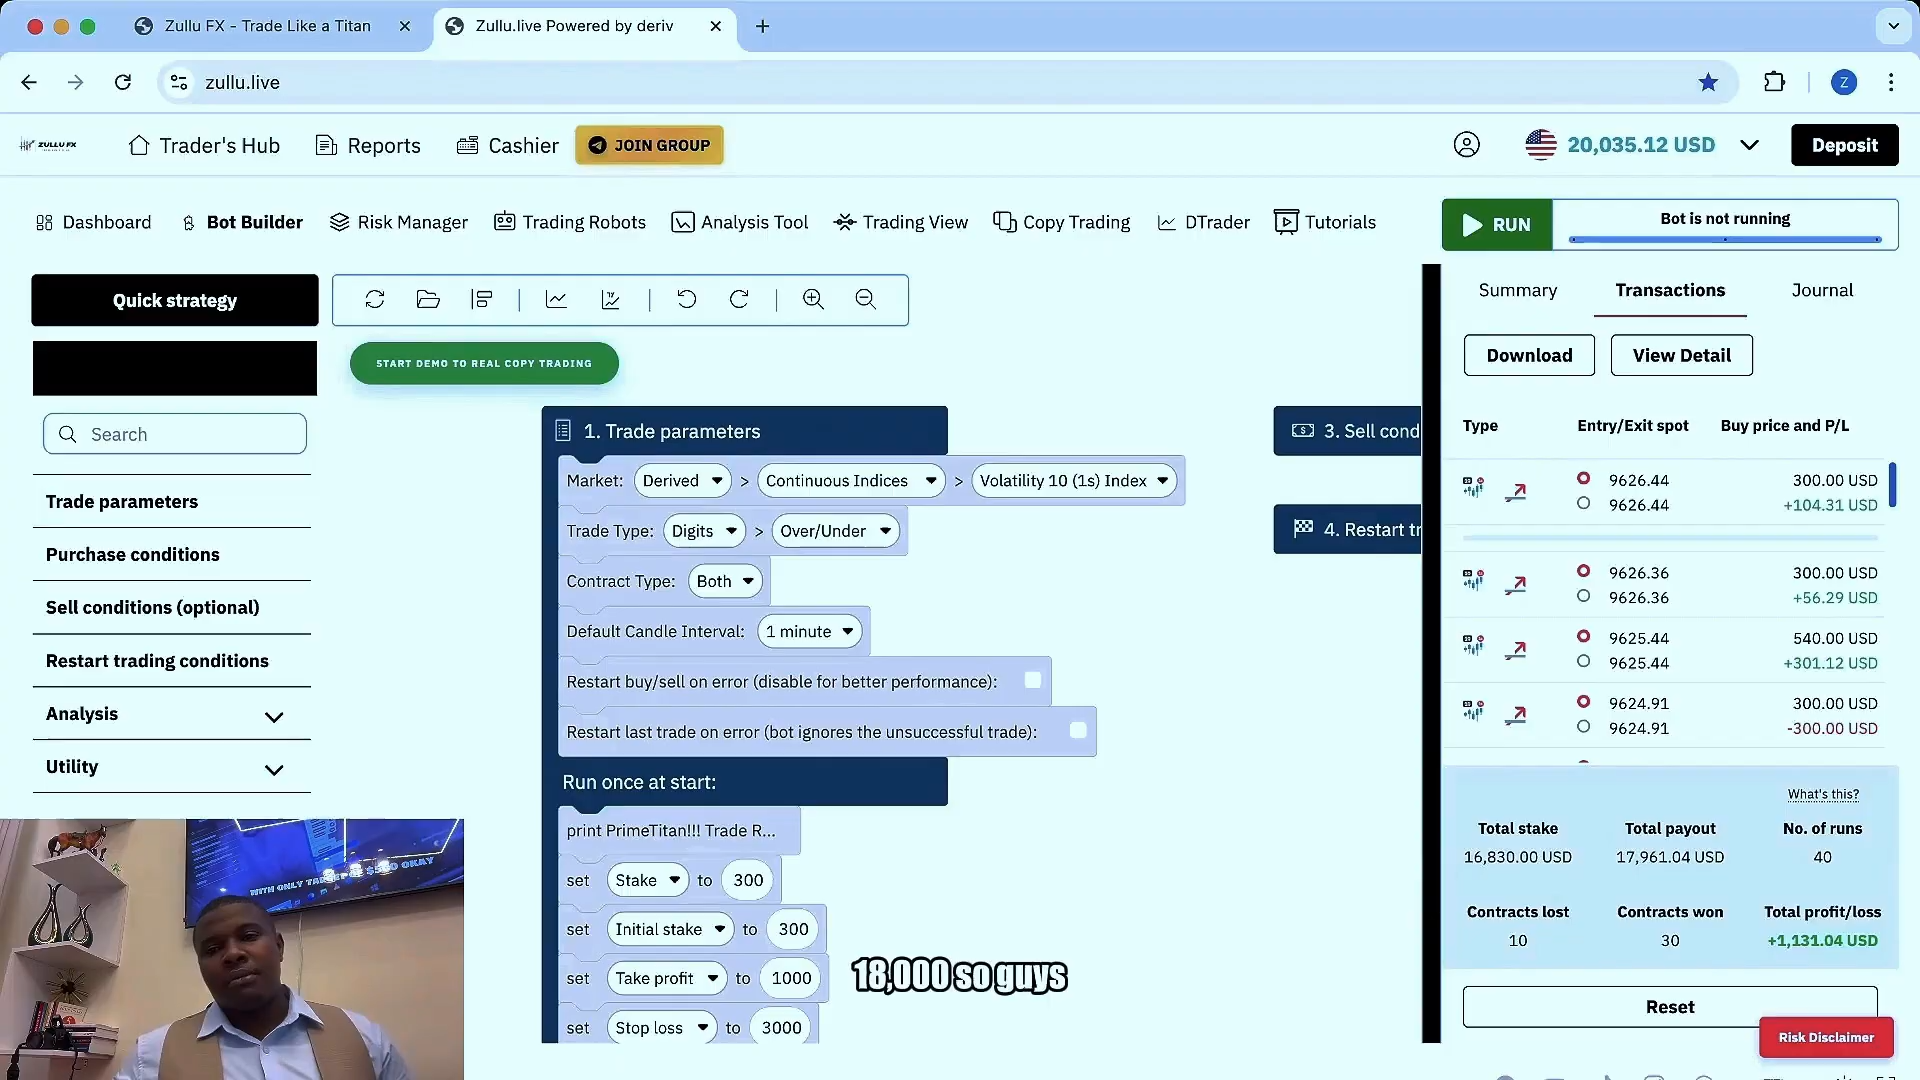 Zullu FX - Trade Like a Titan
Zullu.live Powered by deriv
zullu.live
Z
ZULLU FX
Trader's Hub
Reports
Cashier
JOIN GROUP
20,035.12 USD
Deposit
Dashboard
Bot Builder
Risk Manager
Trading Robots
Analysis Tool
Trading View
Copy Trading
DTrader
Tutorials
RUN
Bot is not running
Quick strategy
START DEMO TO REAL COPY TRADING
Search
Trade parameters
Purchase conditions
Sell conditions (optional)
Restart trading conditions
Analysis
Utility
1. Trade parameters
Market: Derived > Continuous Indices > Volatility 10 (1s) Index
Trade Type: Digits > Over/Under
Contract Type: Both
Default Candle Interval: 1 minute
Restart buy/sell on error (disable for better performance):
Restart last trade on error (bot ignores the unsuccessful trade):
Run once at start:
print PrimeTitan!!! Trade R...
set Stake to 300
set Initial stake to 300
set Take profit to 1000
set Stop loss to 3000
3. Sell cond
4. Restart tr
Summary
Transactions
Journal
Download
View Detail
Type
Entry/Exit spot
Buy price and P/L
9626.44 300.00 USD
9626.44 +104.31 USD
9626.36 300.00 USD
9626.36 +56.29 USD
9625.44 540.00 USD
9625.44 +301.12 USD
9624.91 300.00 USD
9624.91 -300.00 USD
What's this?
Total stake
16,830.00 USD
Total payout
17,961.04 USD
No. of runs
40
Contracts lost
10
Contracts won
30
Total profit/loss
+1,131.04 USD
Reset
Risk Disclaimer
WITH ONLY TARGET OF $500 OKAY
18,000 so guys